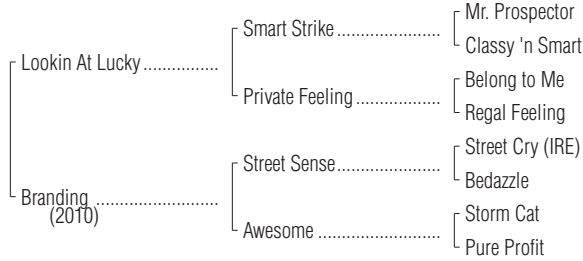 Mr. Prospector
Smart Strike ....................
Classy 'n Smart
Lookin At Lucky ................
Belong to Me
Private Feeling ................
Regal Feeling
Street Cry (IRE)
Street Sense....................
Bedazzle
Branding ..........................
(2010)
Storm Cat
Awesome ........................
Pure Profit